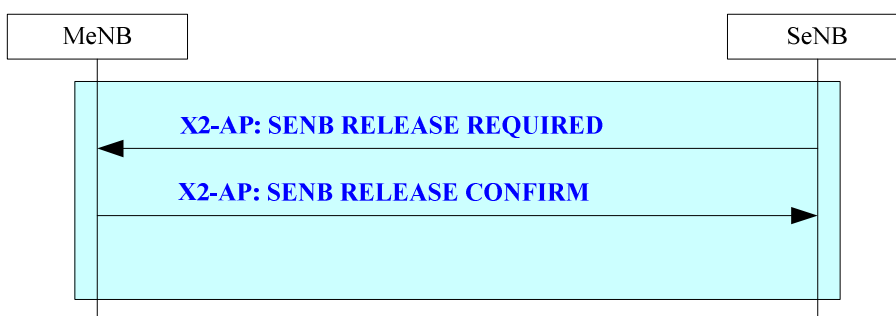 MeNB
SeNB
X2-AP: SENB RELEASE REQUIRED
X2-AP: SENB RELEASE CONFIRM